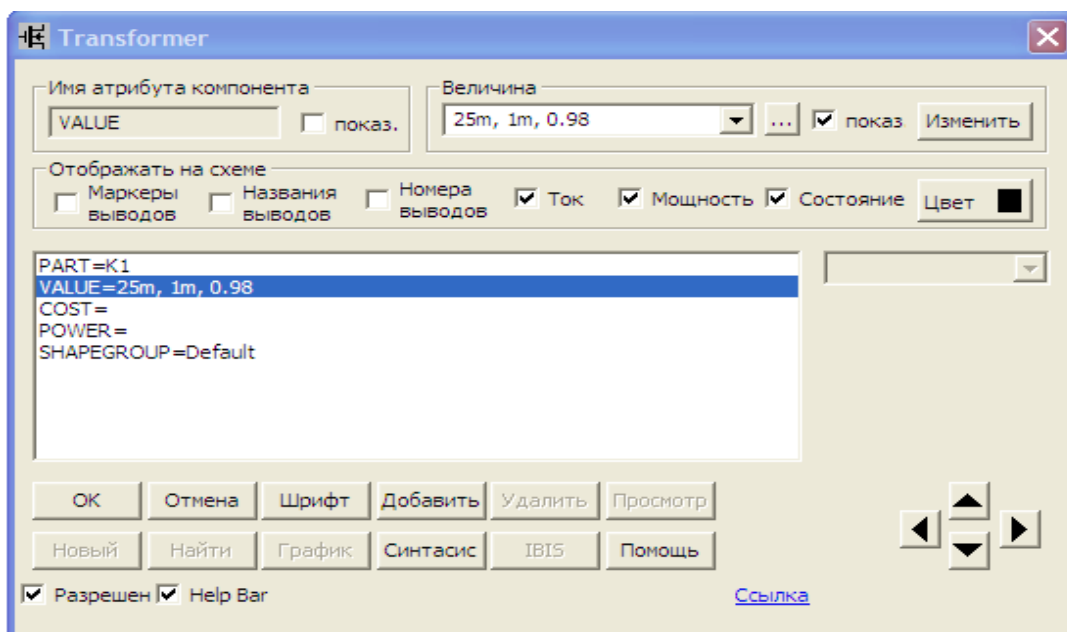 Transformer
Имя атрибута компонента
VALUE показ.
Величина
25m, 1m, 0.98 ... показ Изменить
Отображать на схеме
Маркеры выводов Названия выводов Номера выводов Ток Мощность Состояние Цвет
PART=K1
VALUE=25m, 1m, 0.98
COST=
POWER=
SHAPEGROUP=Default
OK Отмена Шрифт Добавить Удалить Просмотр
Новый Найти График Синтасис IBIS Помощь
Разрешен Help Bar Ссылка